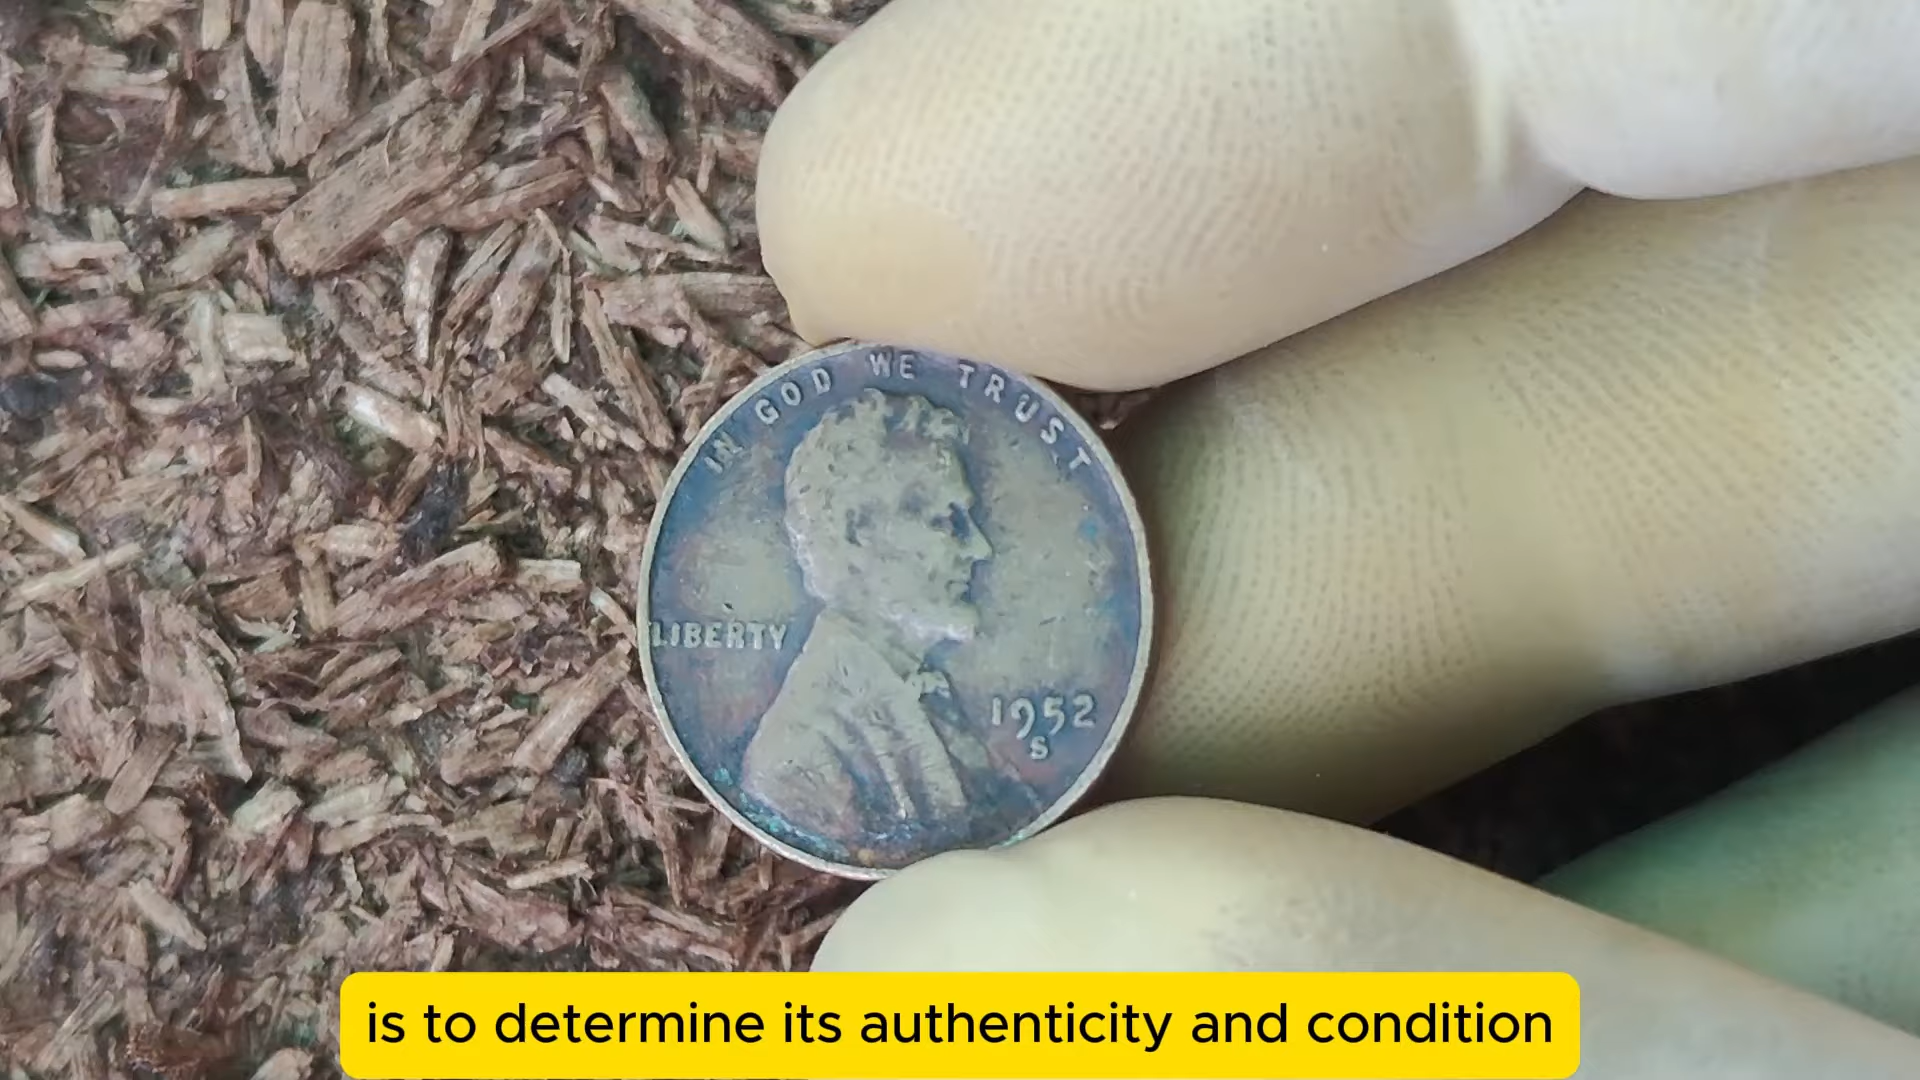 IN GOD WE TRUST
LIBERTY
1952
S
is to determine its authenticity and condition